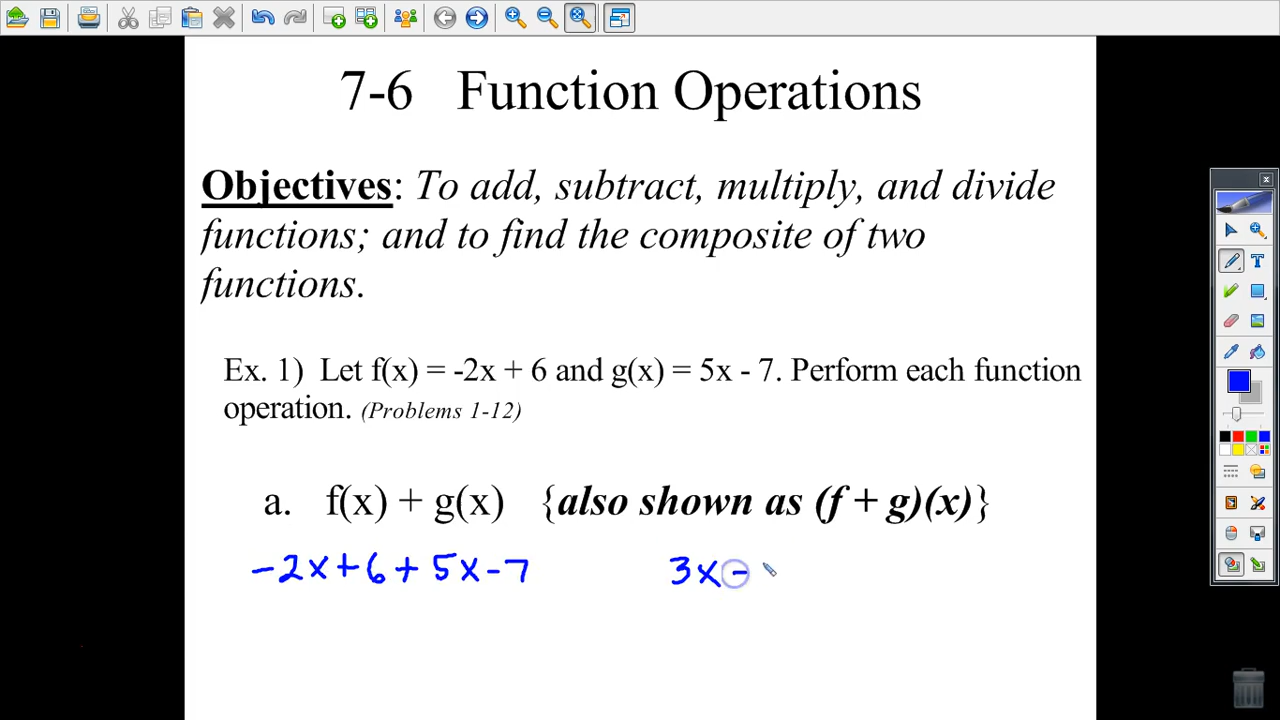 7-6 Function Operations
Objectives: To add, subtract, multiply, and divide
functions; and to find the composite of two
functions.
Ex. 1) Let f(x) = -2x + 6 and g(x) = 5x - 7. Perform each function
operation. (Problems 1-12)
a. f(x) + g(x) {also shown as (f + g)(x)}
-2x+6+5x-7 3x-